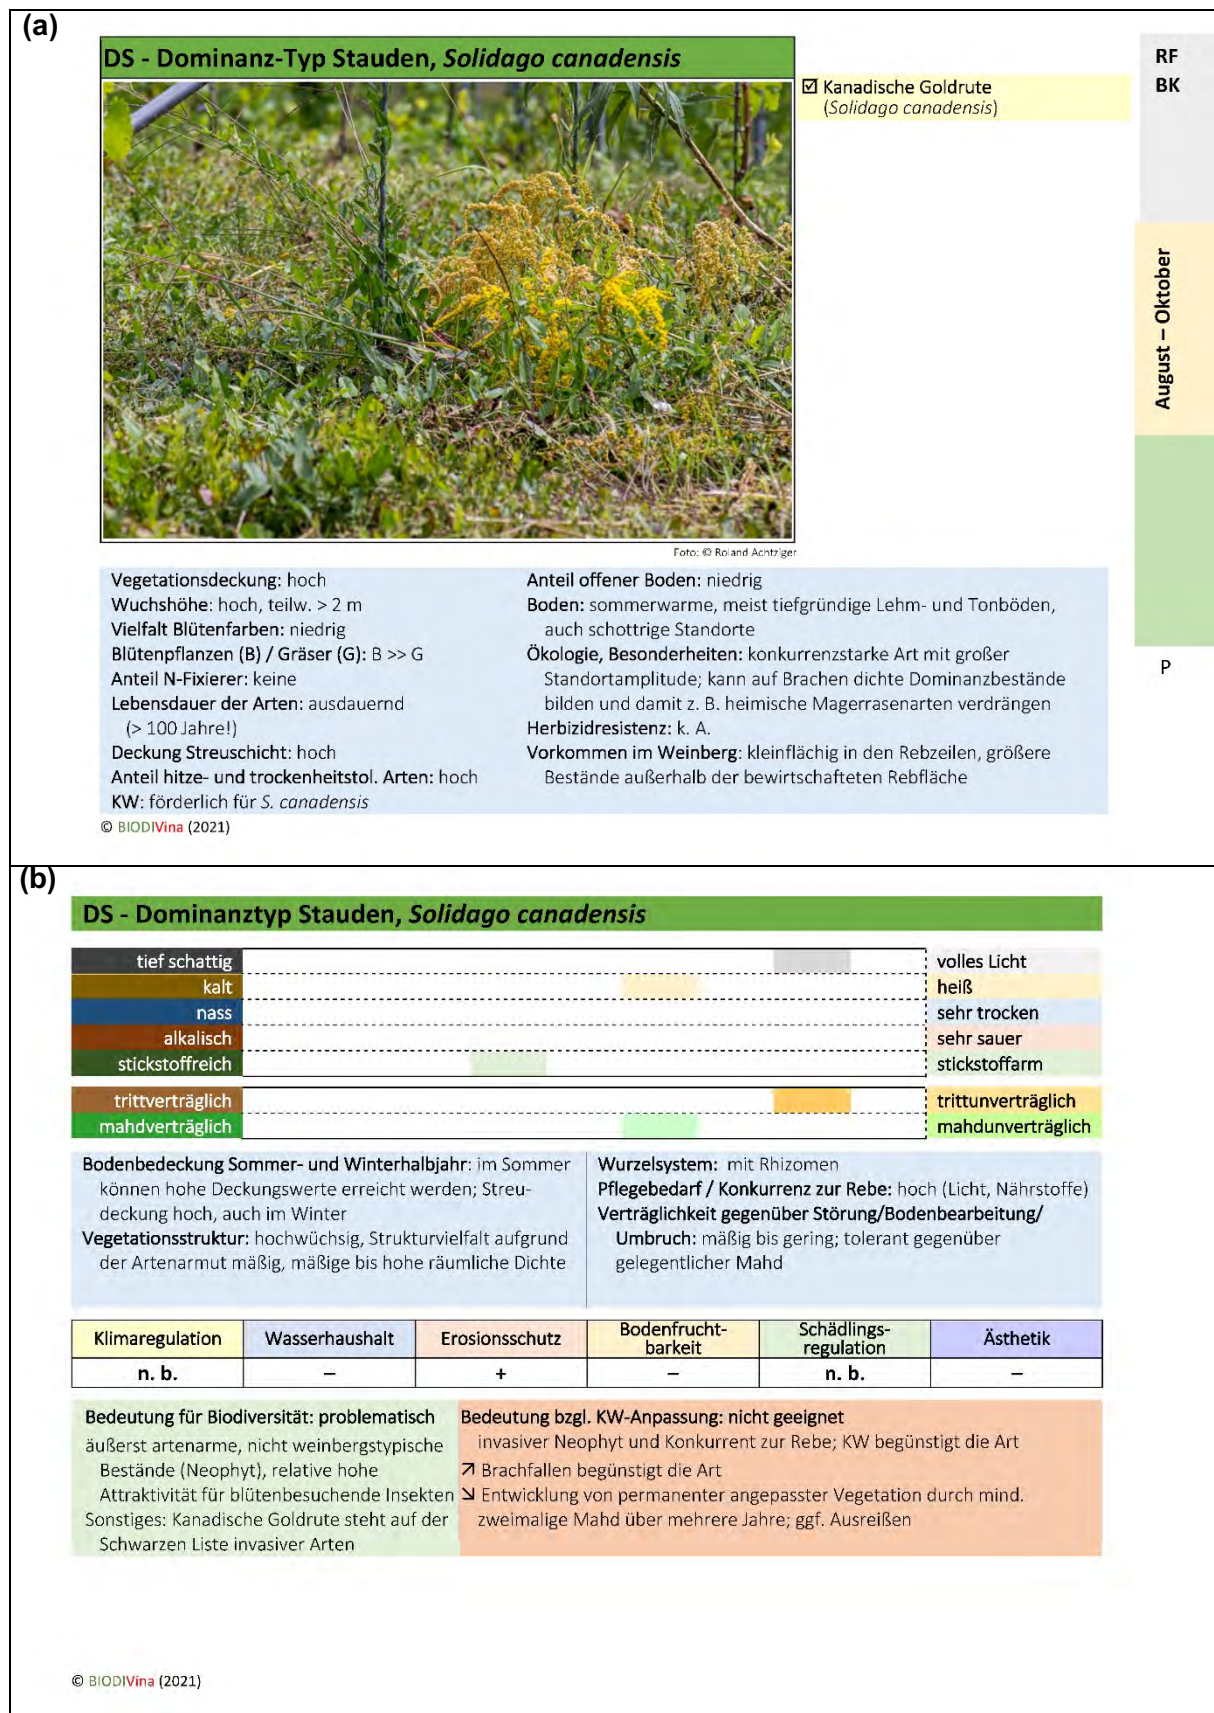 (a)
DS - Dominanz-Typ Stauden, Solidago canadensis
☑ Kanadische Goldrute
(Solidago canadensis)
RF
BK
August – Oktober
P
Foto: © Roland Achtziger
Vegetationsdeckung: hoch
Wuchshöhe: hoch, teilw. > 2 m
Vielfalt Blütenfarben: niedrig
Blütenpflanzen (B) / Gräser (G): B >> G
Anteil N-Fixierer: keine
Lebensdauer der Arten: ausdauernd
(> 100 Jahre!)
Deckung Streuschicht: hoch
Anteil hitze- und trockenheitstol. Arten: hoch
KW: förderlich für S. canadensis
Anteil offener Boden: niedrig
Boden: sommerwarme, meist tiefgründige Lehm- und Tonböden,
auch schottrige Standorte
Ökologie, Besonderheiten: konkurrenzstarke Art mit großer
Standortamplitude; kann auf Brachen dichte Dominanzbestände
bilden und damit z. B. heimische Magerrasenarten verdrängen
Herbizidresistenz: k. A.
Vorkommen im Weinberg: kleinflächig in den Rebzeilen, größere
Bestände außerhalb der bewirtschafteten Rebfläche
© BIODIVina (2021)
(b)
DS - Dominanztyp Stauden, Solidago canadensis
tief schattig volles Licht
kalt heiß
nass sehr trocken
alkalisch sehr sauer
stickstoffreich stickstoffarm
trittverträglich trittunverträglich
mahdverträglich mahdunverträglich
Bodenbedeckung Sommer- und Winterhalbjahr: im Sommer
können hohe Deckungswerte erreicht werden; Streu-
deckung hoch, auch im Winter
Vegetationsstruktur: hochwüchsig, Strukturvielfalt aufgrund
der Artenarmut mäßig, mäßige bis hohe räumliche Dichte
Wurzelsystem: mit Rhizomen
Pflegebedarf / Konkurrenz zur Rebe: hoch (Licht, Nährstoffe)
Verträglichkeit gegenüber Störung/Bodenbearbeitung/
Umbruch: mäßig bis gering; tolerant gegenüber
gelegentlicher Mahd
Klimaregulation Wasserhaushalt Erosionsschutz Bodenfrucht- Schädlings- Ästhetik
barkeit regulation
n. b. – + – n. b. –
Bedeutung für Biodiversität: problematisch
äußerst artenarme, nicht weinbergstypische
Bestände (Neophyt), relative hohe
Attraktivität für blütenbesuchende Insekten
Sonstiges: Kanadische Goldrute steht auf der
Schwarzen Liste invasiver Arten
Bedeutung bzgl. KW-Anpassung: nicht geeignet
invasiver Neophyt und Konkurrent zur Rebe; KW begünstigt die Art
↗ Brachfallen begünstigt die Art
↘ Entwicklung von permanenter angepasster Vegetation durch mind.
zweimalige Mahd über mehrere Jahre; ggf. Ausreißen
© BIODIVina (2021)